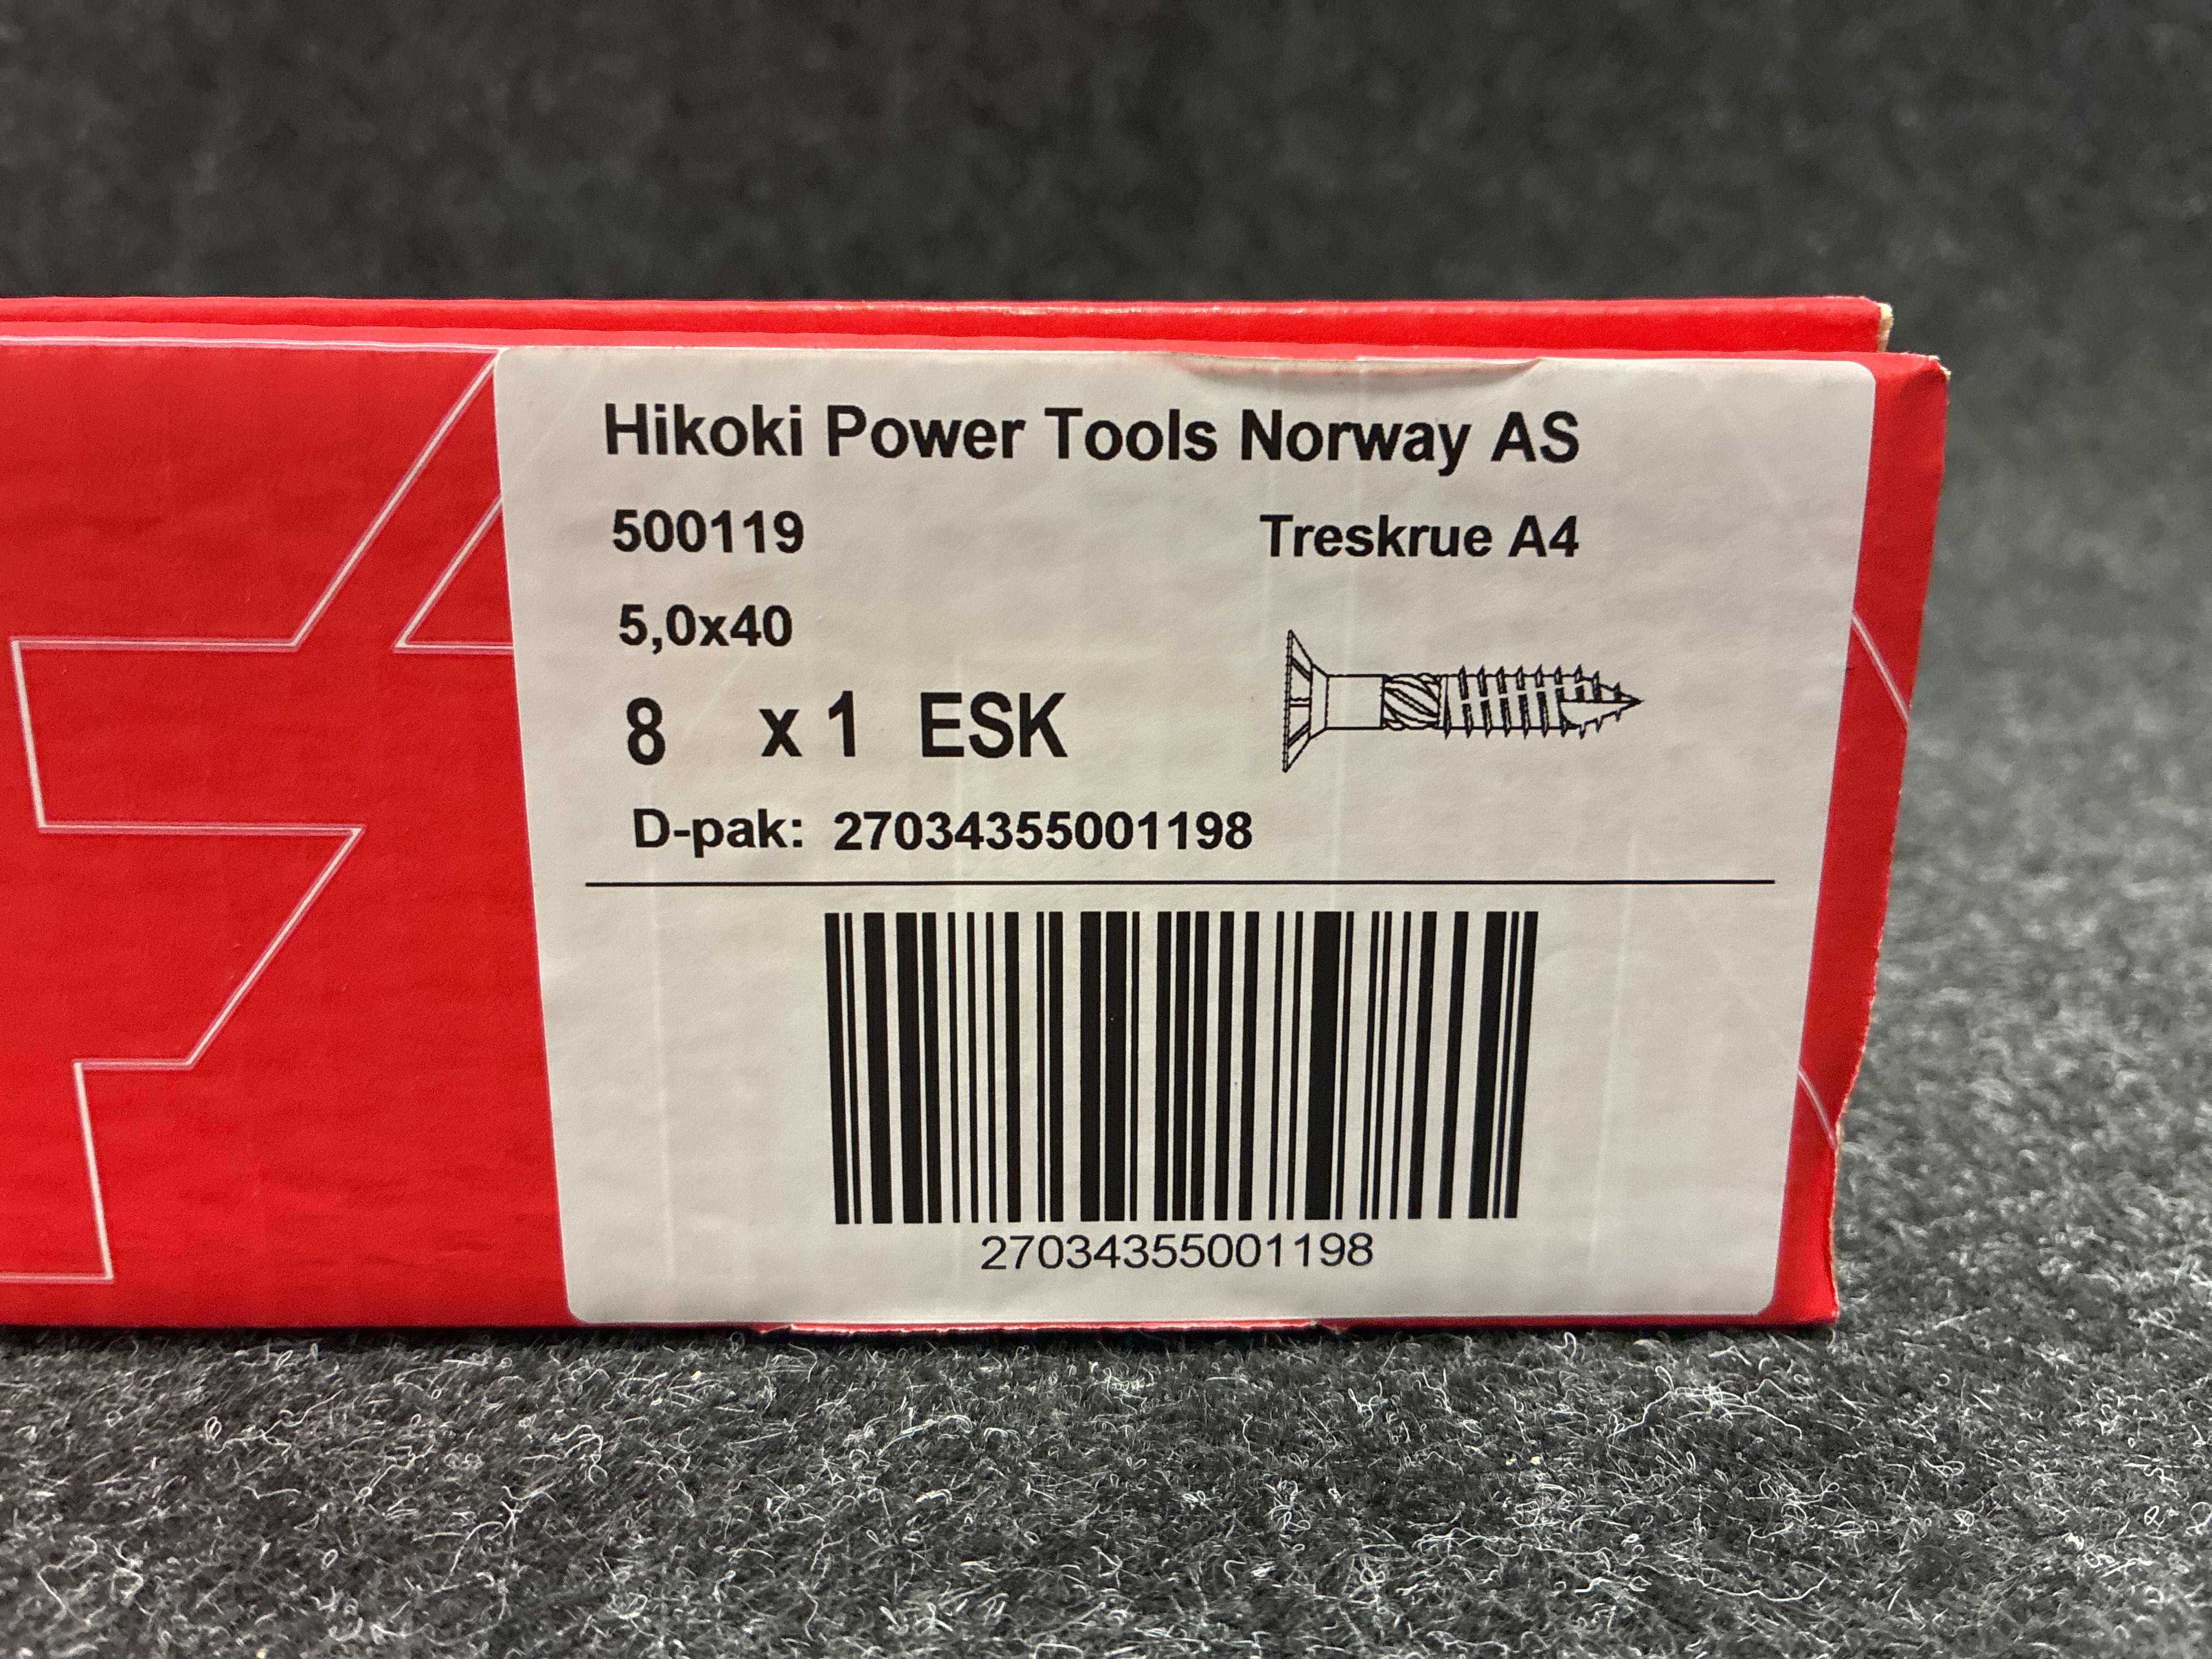 Hikoki Power Tools Norway AS
500119 Treskrue A4
5,0x40
8 x 1 ESK
D-pak: 27034355001198
27034355001198